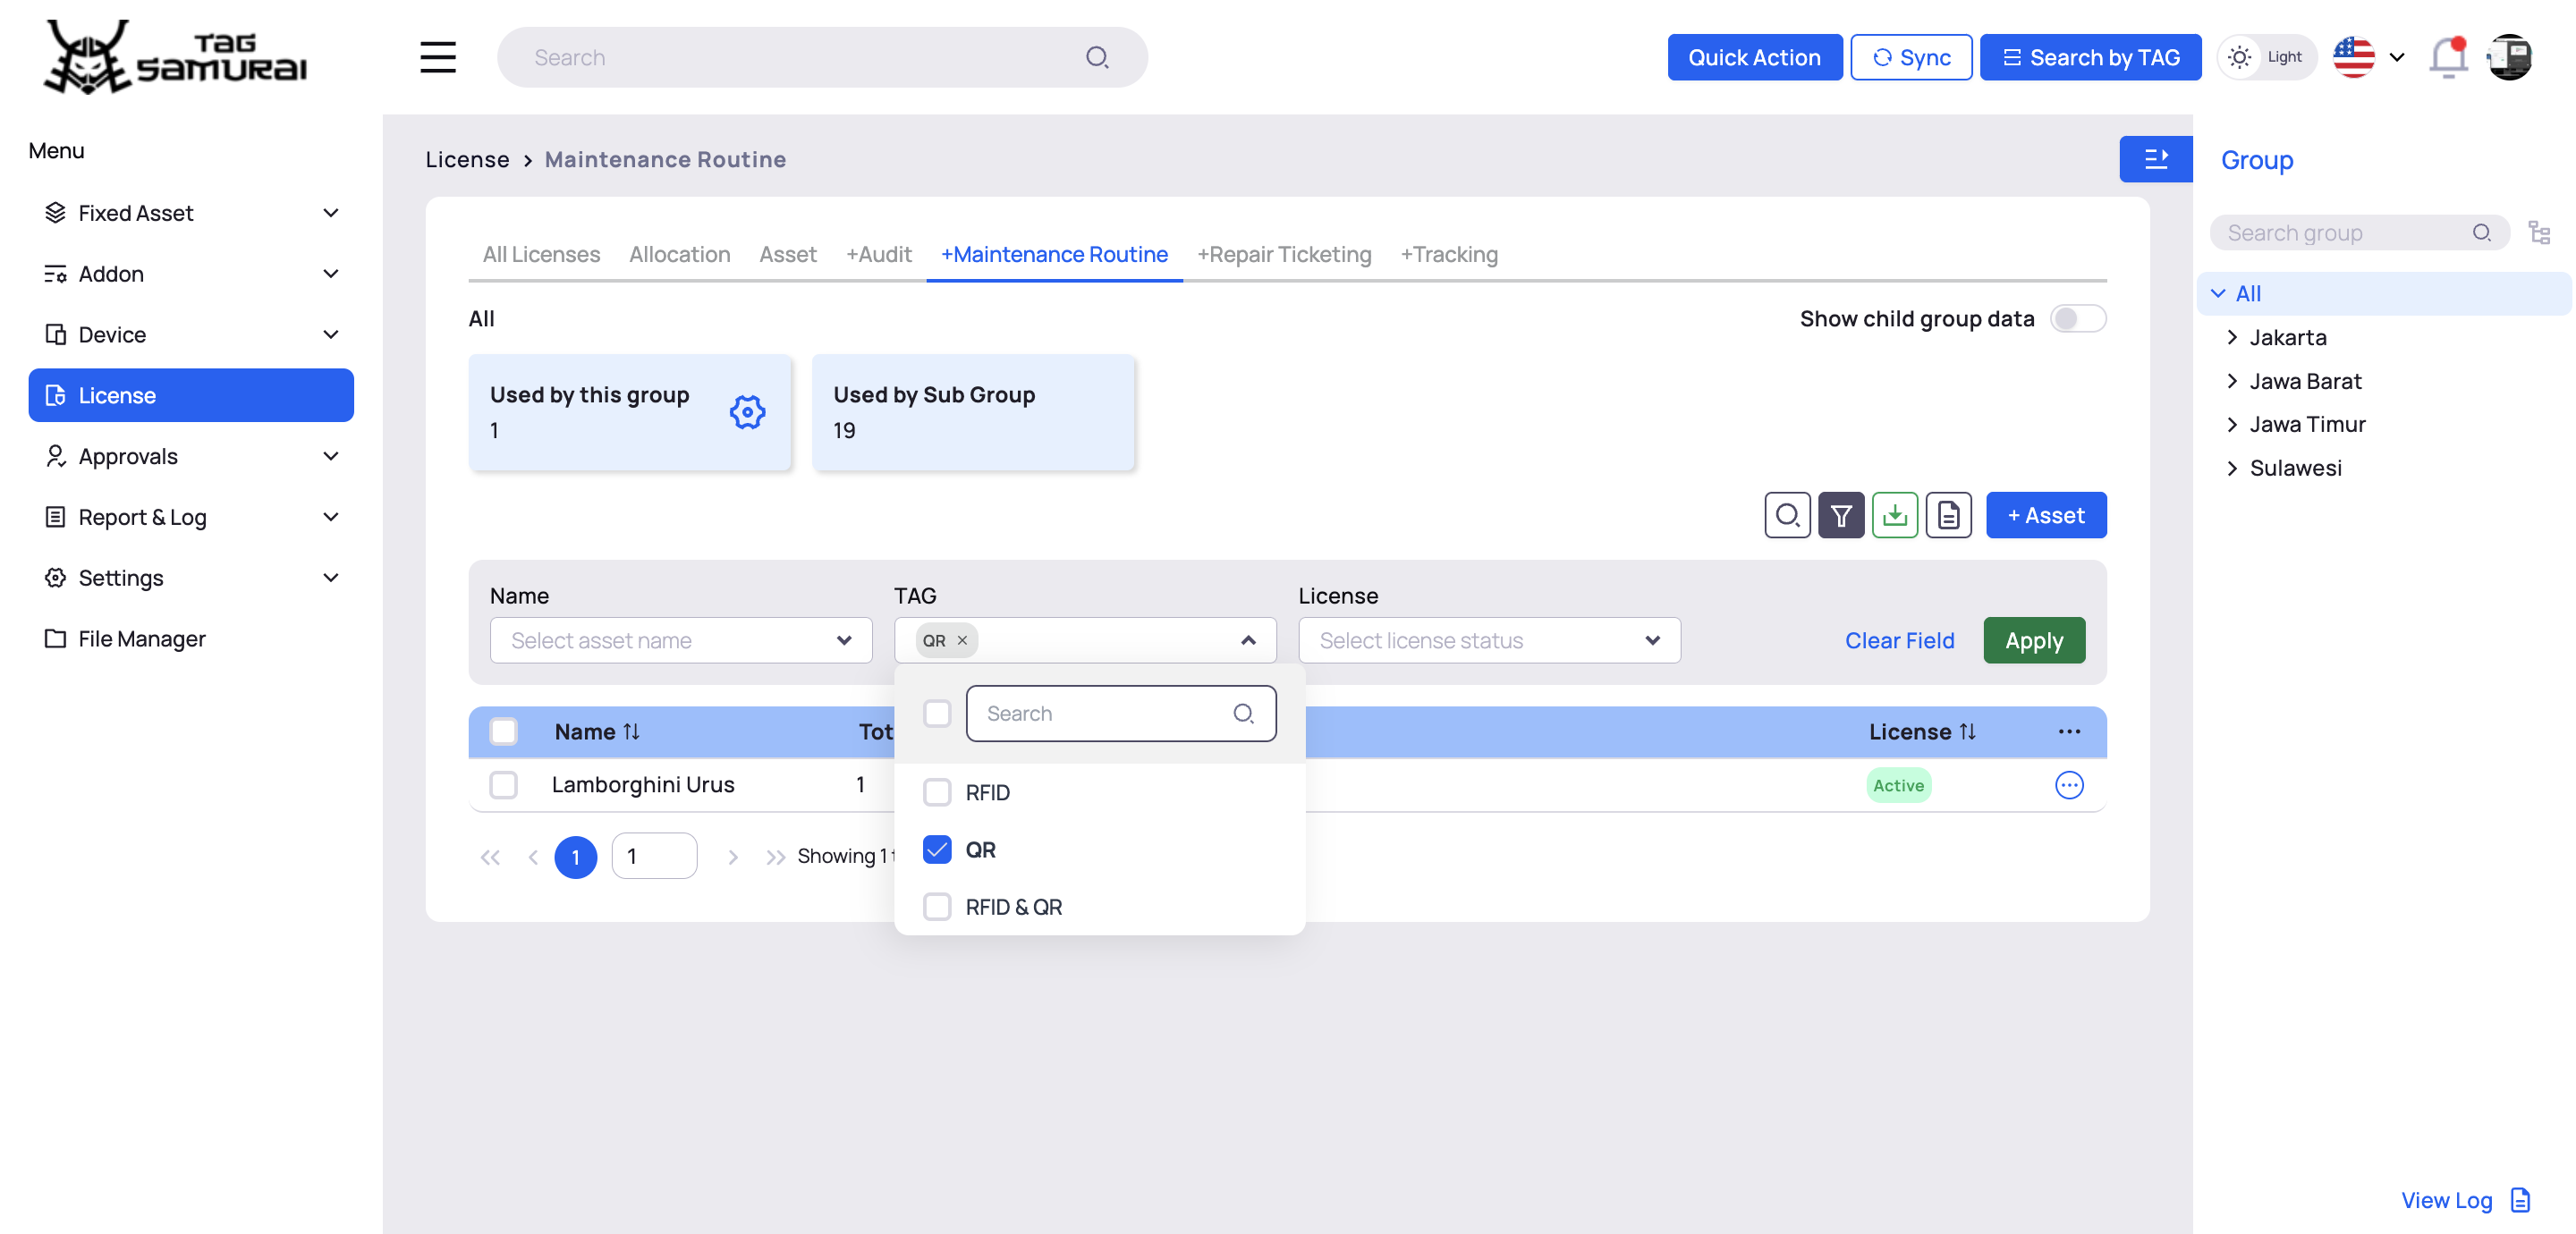 TAG SAMURAI
Search
Quick Action
Sync
Search by TAG
Light
Menu
Fixed Asset
Addon
Device
License
Approvals
Report & Log
Settings
File Manager
License > Maintenance Routine
All Licenses
Allocation
Asset
+Audit
+Maintenance Routine
+Repair Ticketing
+Tracking
All
Show child group data
Used by this group
1
Used by Sub Group
19
+ Asset
Name
Select asset name
TAG
QR
License
Select license status
Clear Field
Apply
Search
RFID
QR
RFID & QR
Name
Tot
License
Lamborghini Urus
1
Active
1
1
Showing 1
Group
Search group
All
Jakarta
Jawa Barat
Jawa Timur
Sulawesi
View Log